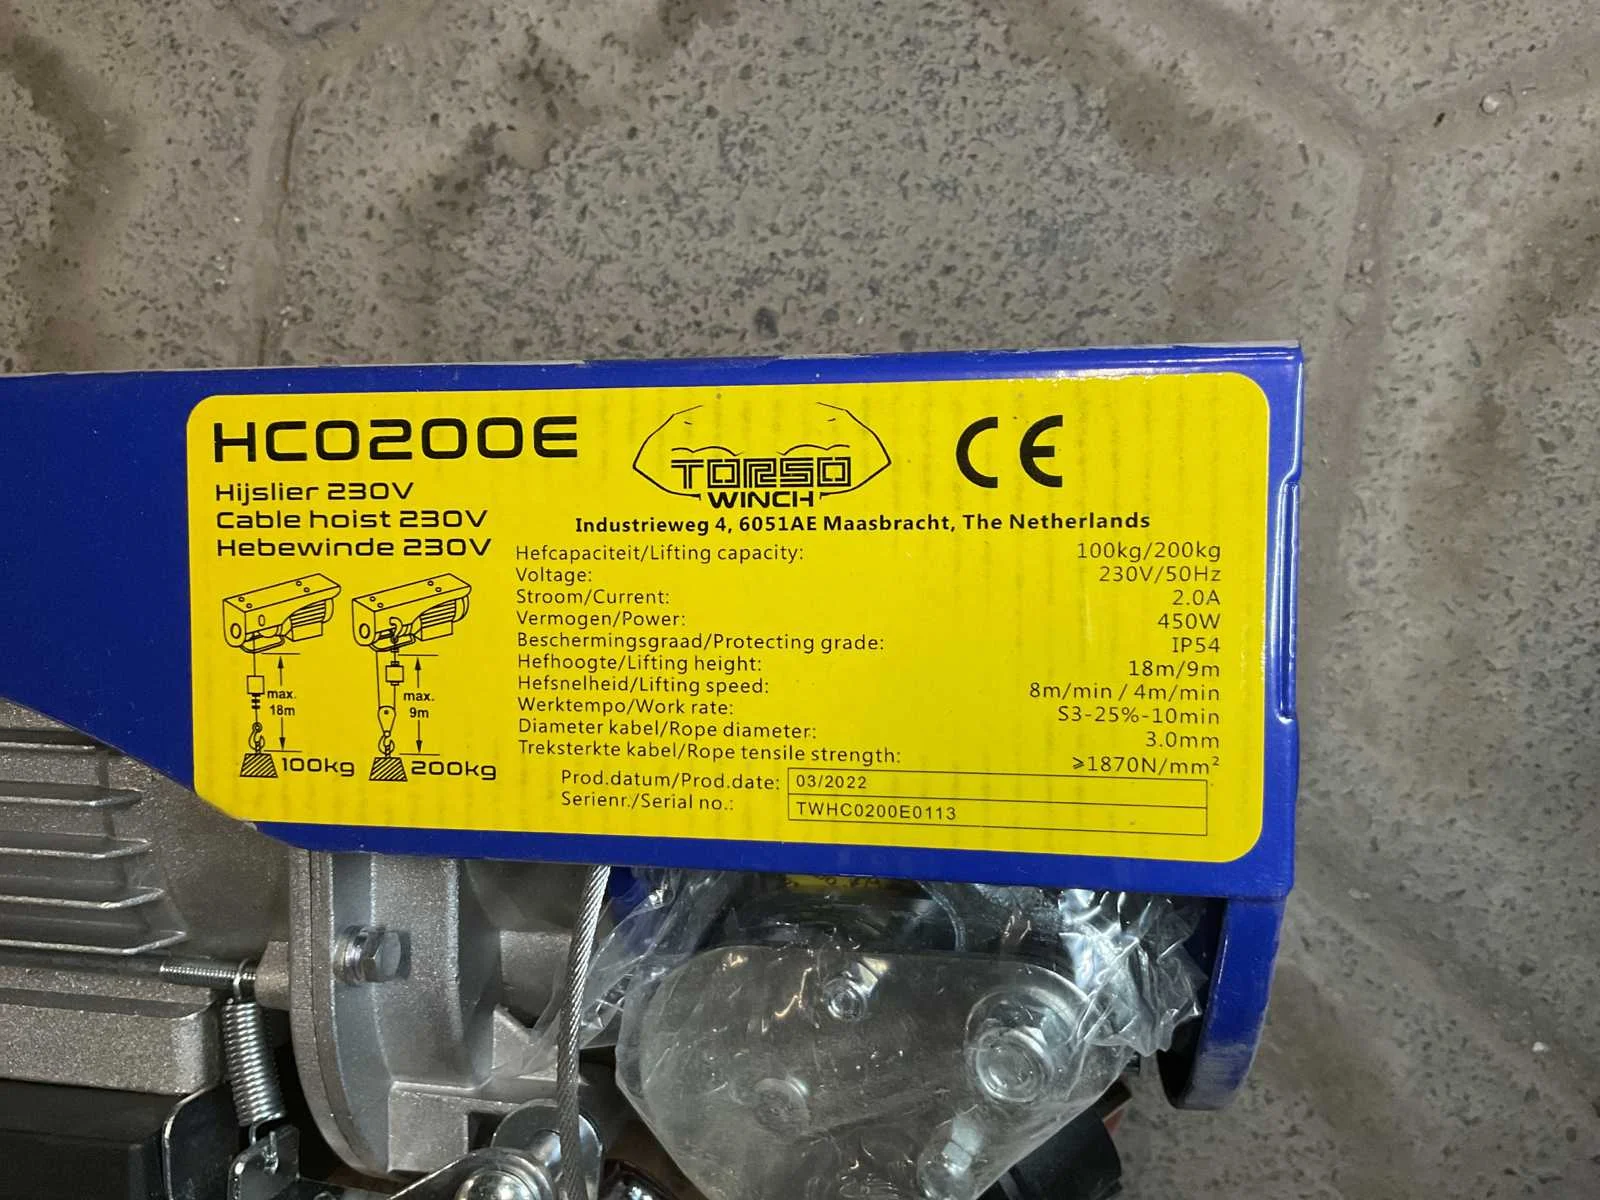 HC0200E
TORSO
WINCH
CE
Hijslier 230V
Cable hoist 230V
Hebewinde 230V
Industrieweg 4, 6051AE Maasbracht, The Netherlands
Hefcapaciteit/Lifting capacity: 100kg/200kg
Voltage: 230V/50Hz
Stroom/Current: 2.0A
Vermogen/Power: 450W
Beschermingsgraad/Protecting grade: IP54
Hefhoogte/Lifting height: 18m/9m
Hefsnelheid/Lifting speed: 8m/min / 4m/min
Werktempo/Work rate: S3-25%-10min
Diameter kabel/Rope diameter: 3.0mm
Treksterkte kabel/Rope tensile strength: ⩾1870N/mm²
Prod.datum/Prod.date: 03/2022
Serienr./Serial no.: TWHC0200E0113
max.
18m
100kg
max.
9m
200kg